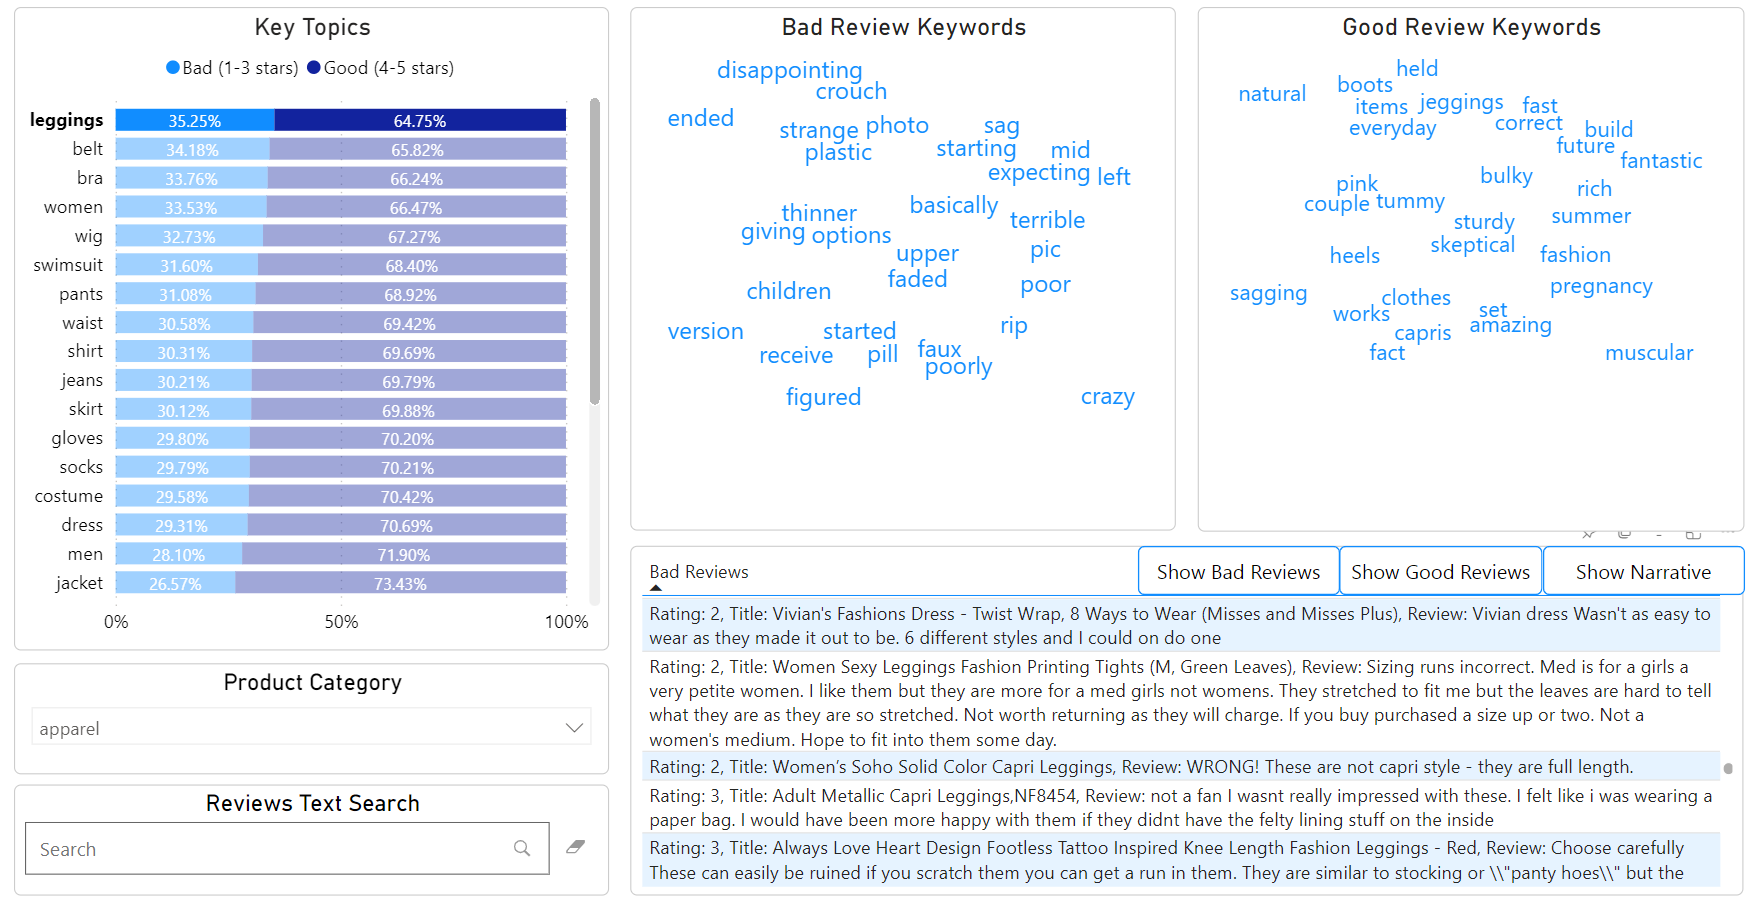 Key Topics
Bad (1-3 stars) Good (4-5 stars)
leggings 35.25% 64.75%
belt 34.18% 65.82%
bra 33.76% 66.24%
women 33.53% 66.47%
wig 32.73% 67.27%
swimsuit 31.60% 68.40%
pants 31.08% 68.92%
waist 30.58% 69.42%
shirt 30.31% 69.69%
jeans 30.21% 69.79%
skirt 30.12% 69.88%
gloves 29.80% 70.20%
socks 29.79% 70.21%
costume 29.58% 70.42%
dress 29.31% 70.69%
men 28.10% 71.90%
jacket 26.57% 73.43%
0% 50% 100%
Product Category
apparel
Reviews Text Search
Search
Bad Review Keywords
disappointing
crouch
ended
strange photo sag
plastic starting mid
expecting left
thinner basically terrible
giving options
upper pic
faded
children poor
version started rip
receive pill faux
poorly
figured crazy
Good Review Keywords
held
natural boots
items jeggings fast
everyday correct build
future
fantastic
bulky
pink rich
couple tummy
sturdy summer
skeptical
heels fashion
sagging clothes pregnancy
works set
capris amazing
fact muscular
Bad Reviews
Show Bad Reviews Show Good Reviews Show Narrative
Rating: 2, Title: Vivian's Fashions Dress - Twist Wrap, 8 Ways to Wear (Misses and Misses Plus), Review: Vivian dress Wasn't as easy to
wear as they made it out to be. 6 different styles and I could on do one
Rating: 2, Title: Women Sexy Leggings Fashion Printing Tights (M, Green Leaves), Review: Sizing runs incorrect. Med is for a girls a
very petite women. I like them but they are more for a med girls not womens. They stretched to fit me but the leaves are hard to tell
what they are as they are so stretched. Not worth returning as they will charge. If you buy purchased a size up or two. Not a
women's medium. Hope to fit into them some day.
Rating: 2, Title: Women’s Soho Solid Color Capri Leggings, Review: WRONG! These are not capri style - they are full length.
Rating: 3, Title: Adult Metallic Capri Leggings,NF8454, Review: not a fan I wasnt really impressed with these. I felt like i was wearing a
paper bag. I would have been more happy with them if they didnt have the felty lining stuff on the inside
Rating: 3, Title: Always Love Heart Design Footless Tattoo Inspired Knee Length Fashion Leggings - Red, Review: Choose carefully
These can easily be ruined if you scratch them you can get a run in them. They are similar to stocking or \\"panty hoes\\" but the